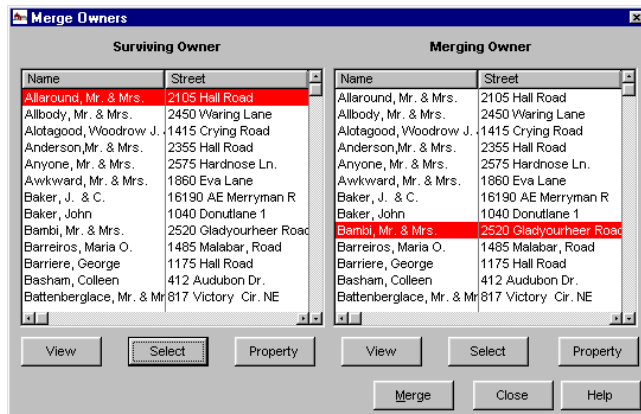 Merge Owners
Surviving Owner
Merging Owner
Name Street
Allaround, Mr. & Mrs. 2105 Hall Road
Allbody, Mr. & Mrs. 2450 Waring Lane
Alotagood, Woodrow J. 1415 Crying Road
Anderson,Mr. & Mrs. 2355 Hall Road
Anyone, Mr. & Mrs. 2575 Hardnose Ln.
Awkward, Mr. & Mrs. 1860 Eva Lane
Baker, J. & C. 16190 AE Merryman R
Baker, John 1040 Donutlane 1
Bambi, Mr. & Mrs. 2520 Gladyourheer Road
Barreiros, Maria O. 1485 Malabar, Road
Barriere, George 1175 Hall Road
Basham, Colleen 412 Audubon Dr.
Battenberglace, Mr. & Mr 817 Victory Cir. NE
Name Street
Allaround, Mr. & Mrs. 2105 Hall Road
Allbody, Mr. & Mrs. 2450 Waring Lane
Alotagood, Woodrow J. 1415 Crying Road
Anderson,Mr. & Mrs. 2355 Hall Road
Anyone, Mr. & Mrs. 2575 Hardnose Ln.
Awkward, Mr. & Mrs. 1860 Eva Lane
Baker, J. & C. 16190 AE Merryman R
Baker, John 1040 Donutlane 1
Bambi, Mr. & Mrs. 2520 Gladyourheer Road
Barreiros, Maria O. 1485 Malabar, Road
Barriere, George 1175 Hall Road
Basham, Colleen 412 Audubon Dr.
Battenberglace, Mr. & Mr 817 Victory Cir. NE
View Select Property
View Select Property
Merge Close Help